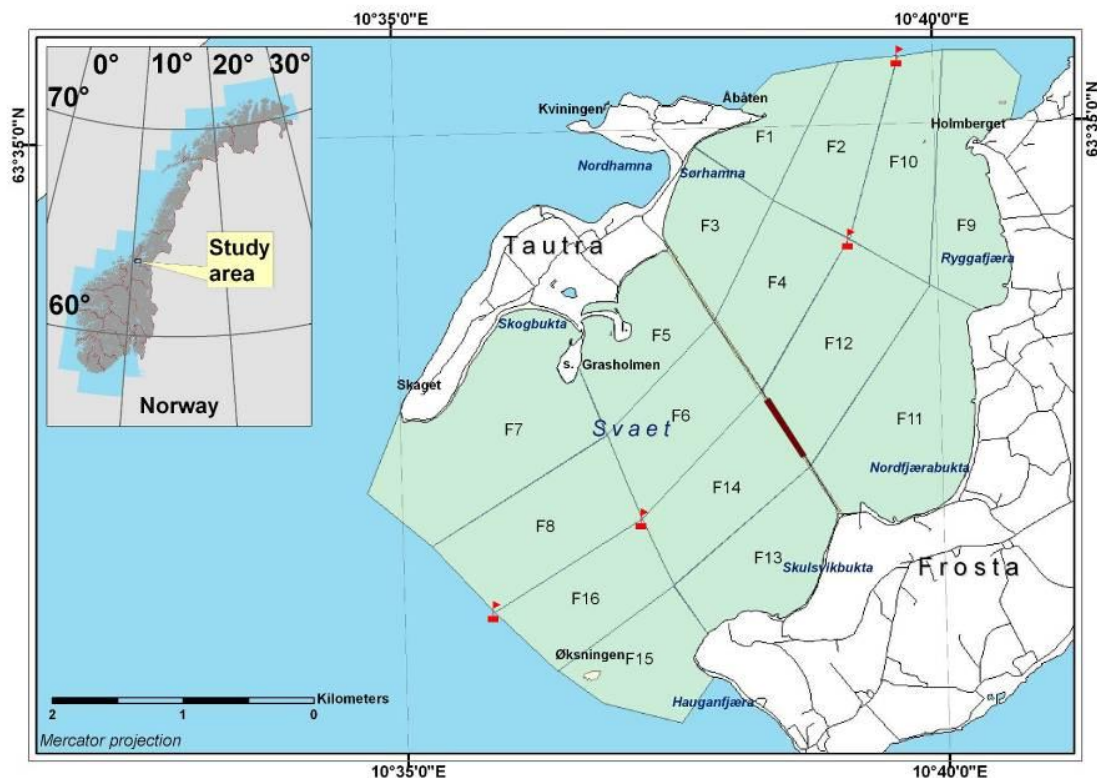 10°35'0"E
10°40'0"E
0°
10°
20°
30°
70°
60°
Study
area
Norway
63°35'0"N
63°35'0"N
Kviningen
Åbåten
Holmberget
F1
F2
F10
Nordhamna
Sørhamna
F3
F9
Tautra
Ryggafjæra
F4
Skogbukta
l.
F5
F12
s.
Grasholmen
Skaget
F7
Svaet
F6
F11
Nordfjærabukta
F14
F8
F13
Skulsvikbukta
Frosta
F16
Øksningen
F15
Hauganfjæra
Kilometers
2
1
0
Mercator projection
10°35'0"E
10°40'0"E